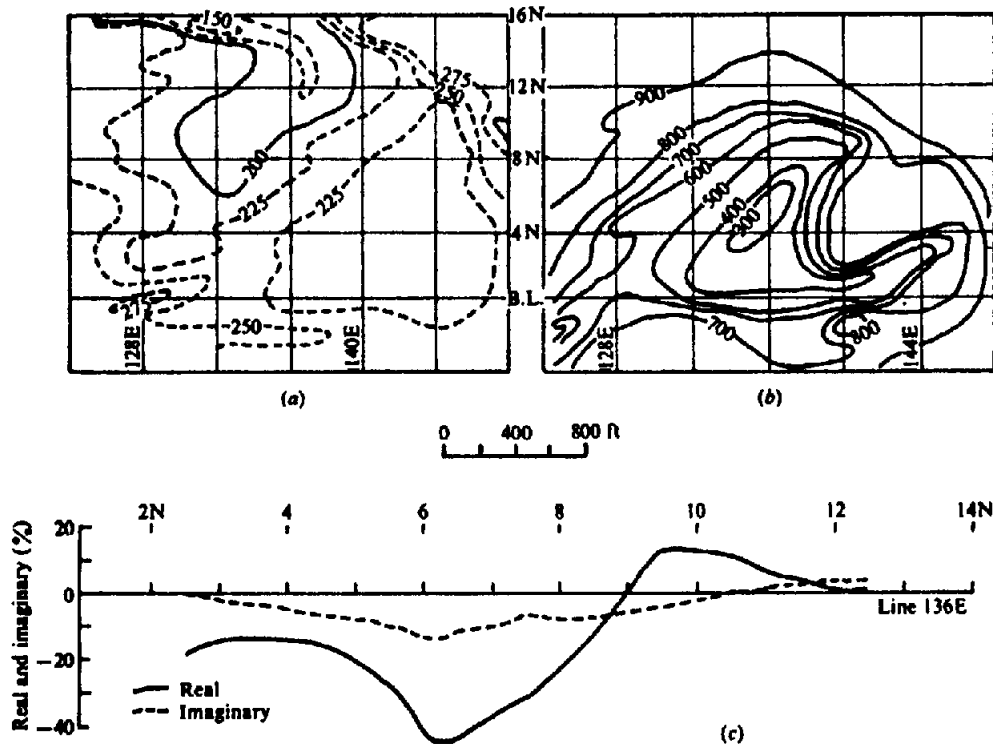 150
275
250
200
225
225
275
250
128E
140E
(a)
16N
12N
8N
4N
B.L.
900
800
700
600
500
400
300
700
800
128E
144E
(b)
0 400 800 ft
2N 4 6 8 10 12 14N
Real and imaginary (%)
20
0
−20
−40
Line 136E
Real
Imaginary
(c)